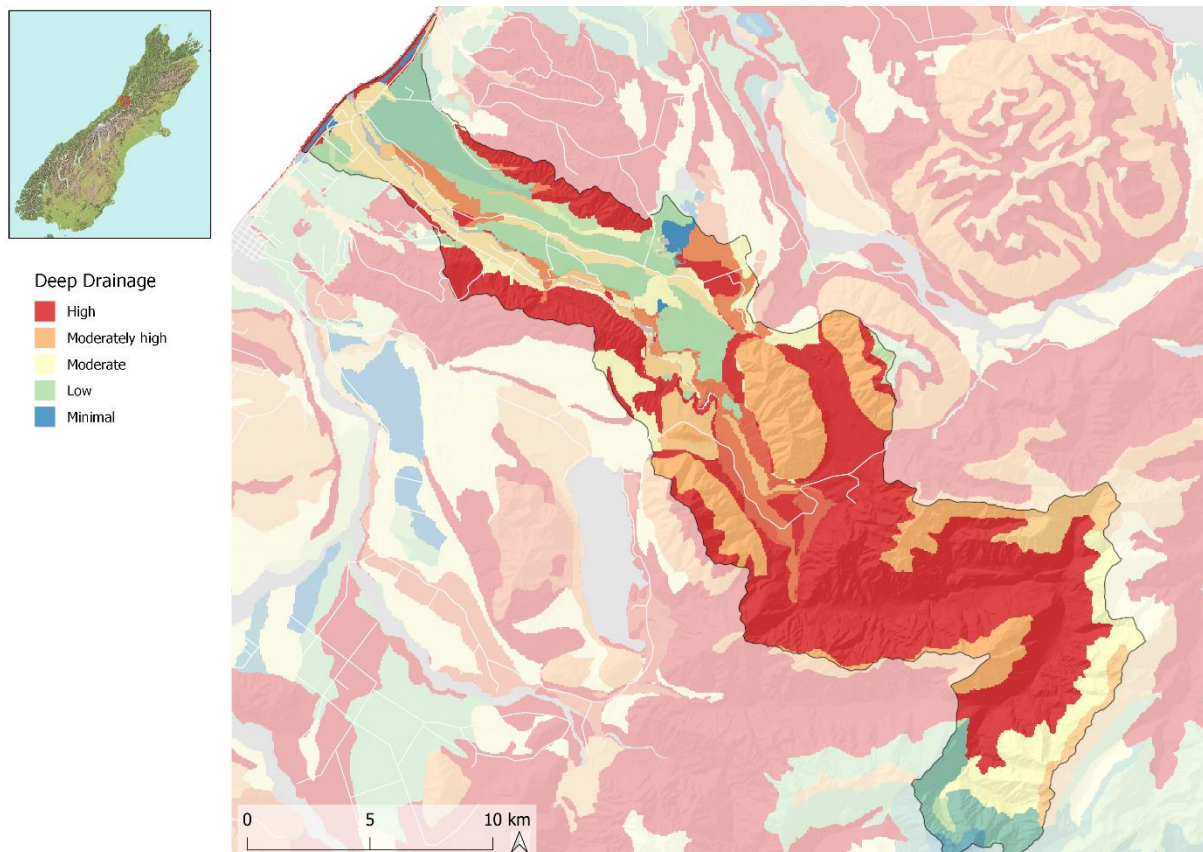 Deep Drainage
High
Moderately high
Moderate
Low
Minimal
0 5 10 km